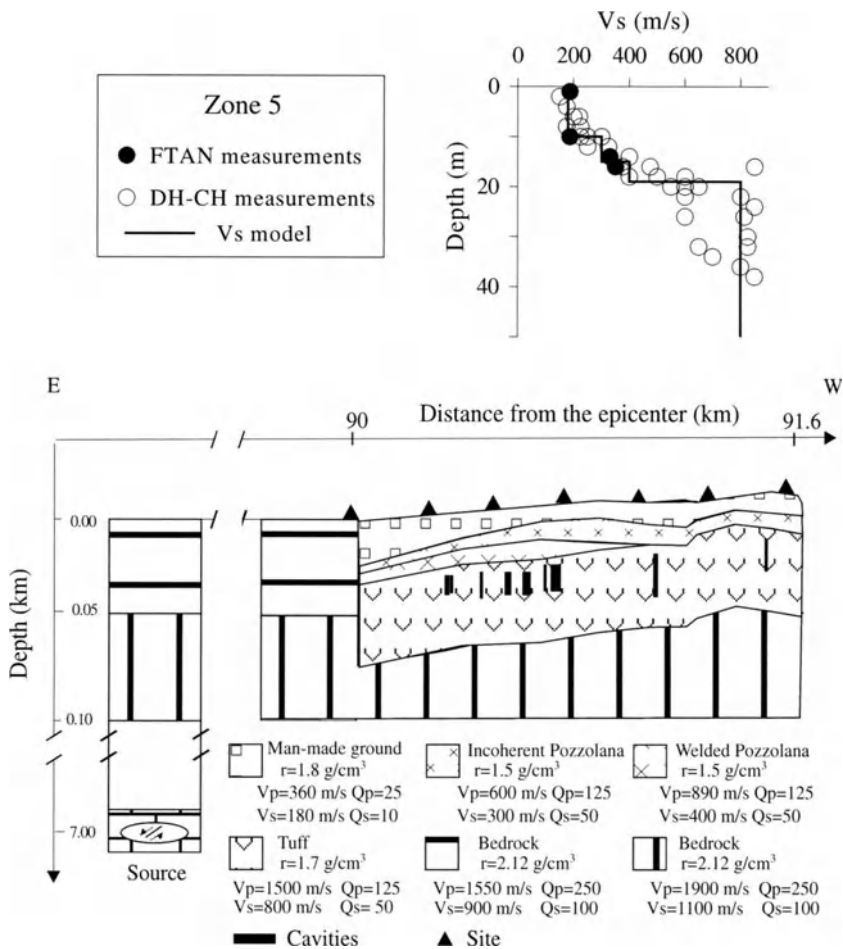 Zone 5
FTAN measurements
DH-CH measurements
Vs model
Vs (m/s)
0 200 400 600 800
Depth (m)
0
20
40
E
W
Distance from the epicenter (km)
90
91.6
Depth (km)
0.00
0.05
0.10
7.00
Source
Man-made ground
r=1.8 g/cm³
Vp=360 m/s Qp=25
Vs=180 m/s Qs=10
Incoherent Pozzolana
r=1.5 g/cm³
Vp=600 m/s Qp=125
Vs=300 m/s Qs=50
Welded Pozzolana
r=1.5 g/cm³
Vp=890 m/s Qp=125
Vs=400 m/s Qs=50
Tuff
r=1.7 g/cm³
Vp=1500 m/s Qp=125
Vs=800 m/s Qs= 50
Bedrock
r=2.12 g/cm³
Vp=1550 m/s Qp=250
Vs=900 m/s Qs=100
Bedrock
r=2.12 g/cm³
Vp=1900 m/s Qp=250
Vs=1100 m/s Qs=100
Cavities
Site